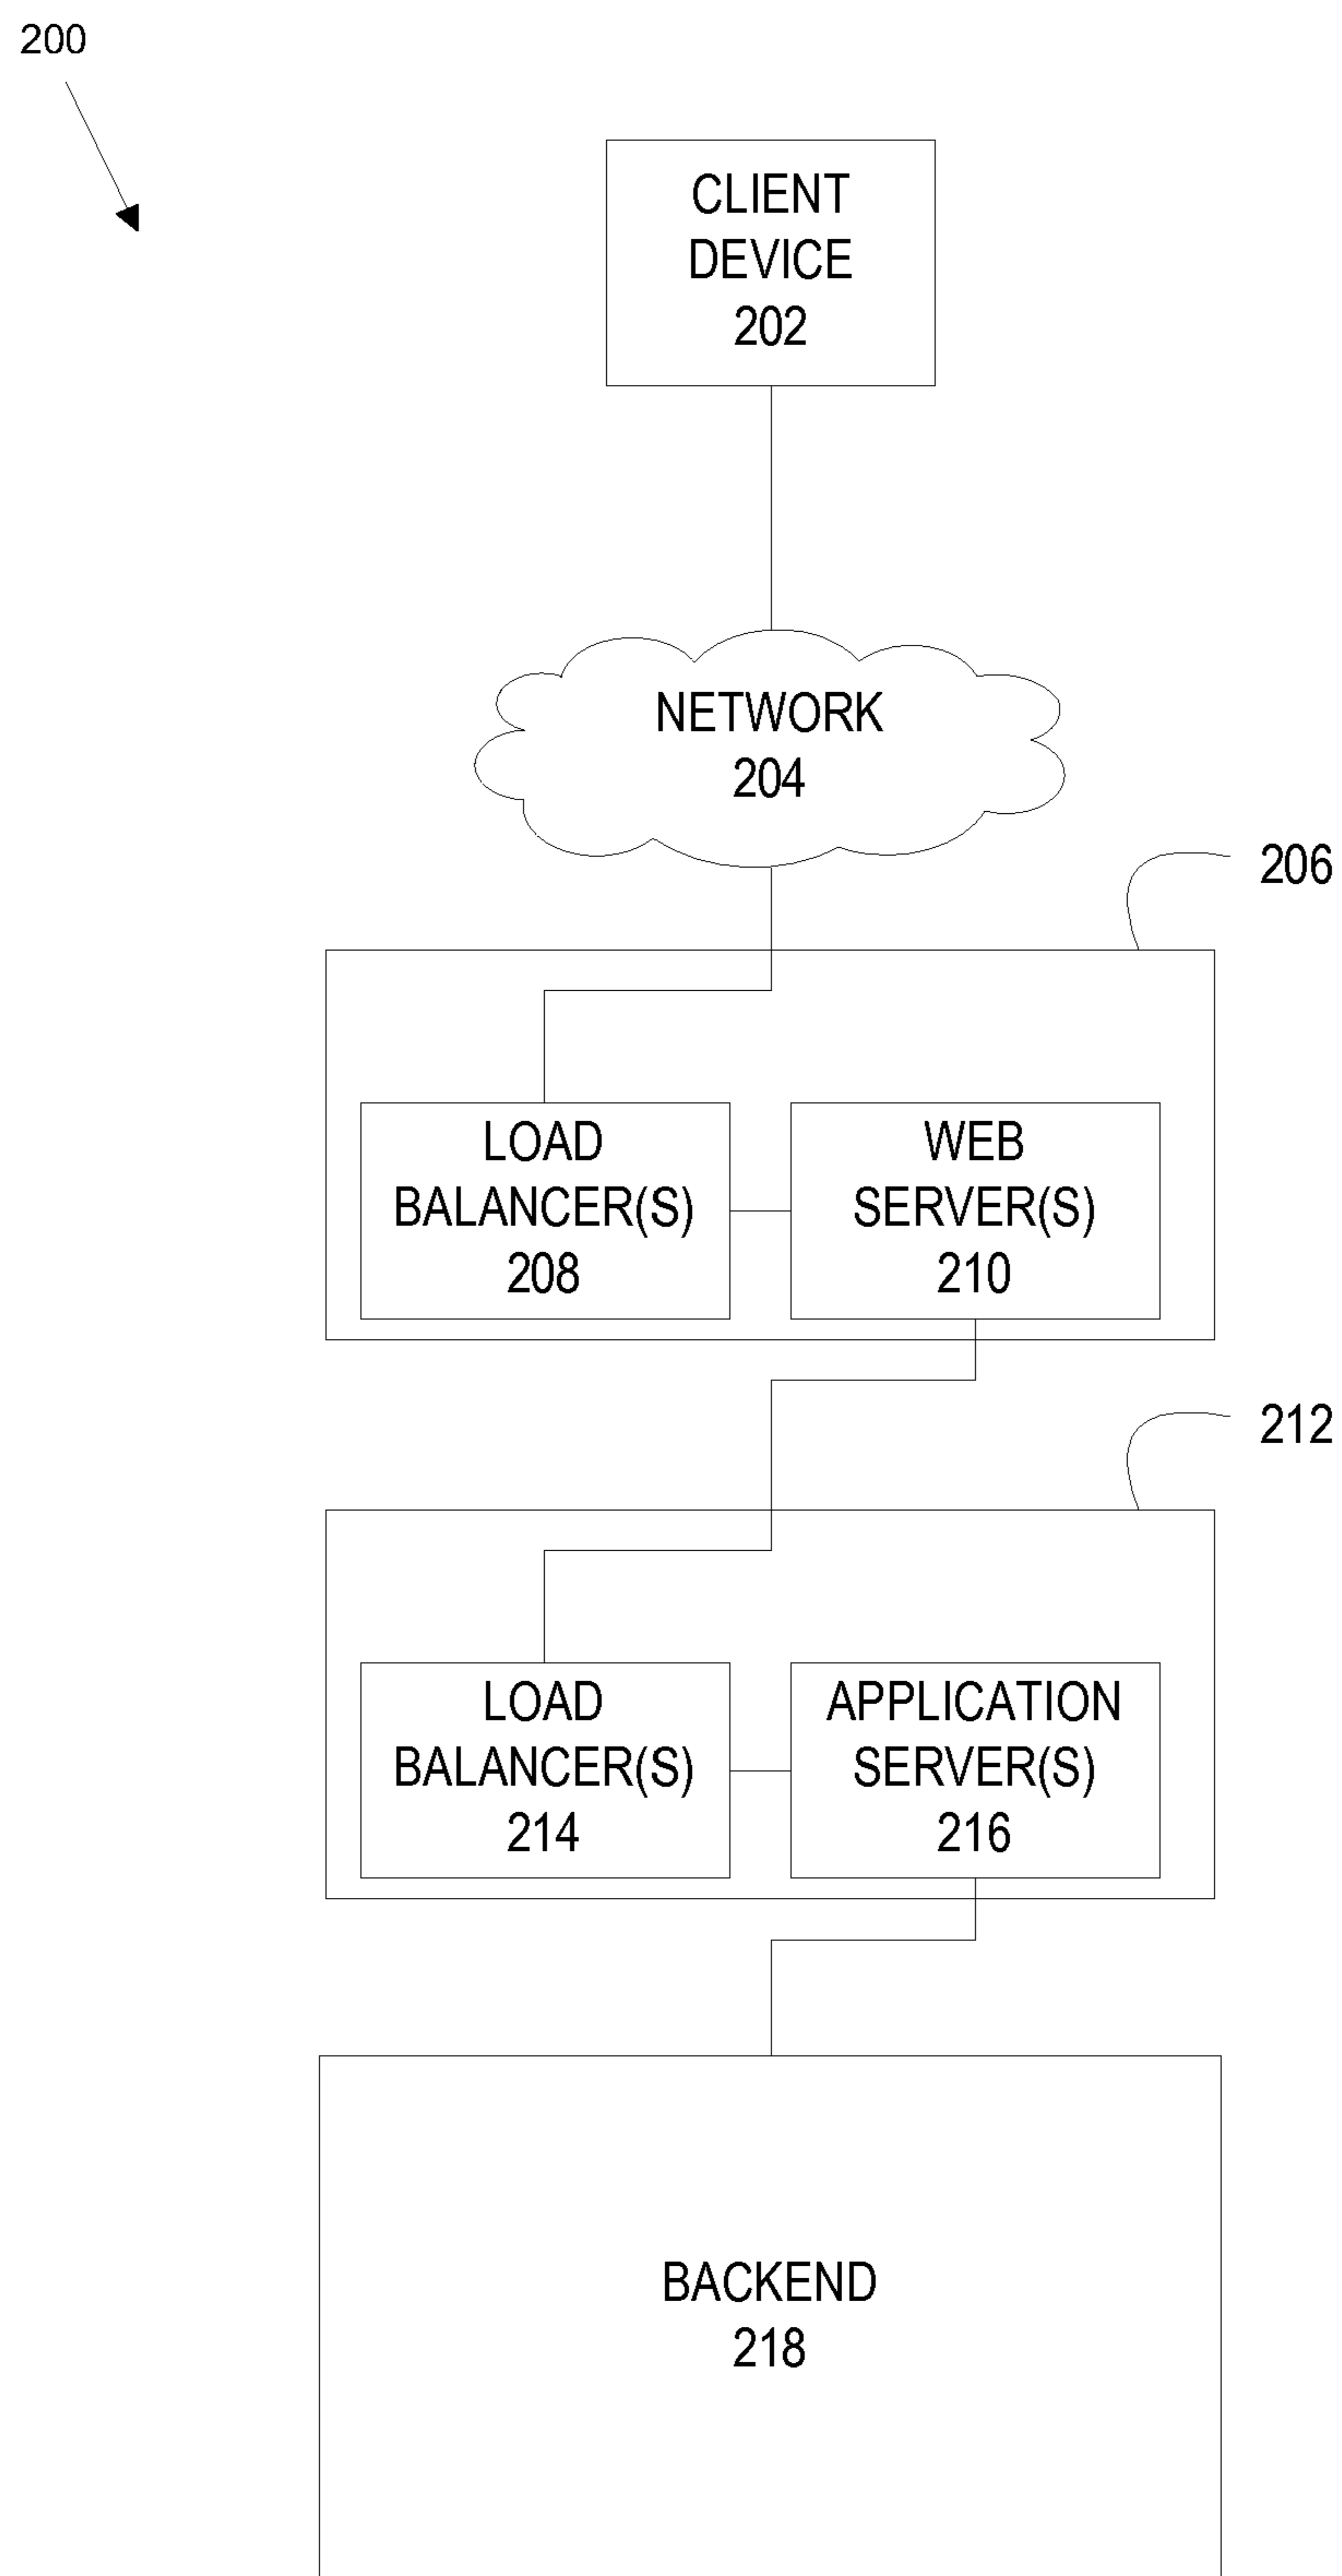 200
CLIENT
DEVICE
202
NETWORK
204
206
LOAD
BALANCER(S)
208
WEB
SERVER(S)
210
212
LOAD
BALANCER(S)
214
APPLICATION
SERVER(S)
216
BACKEND
218